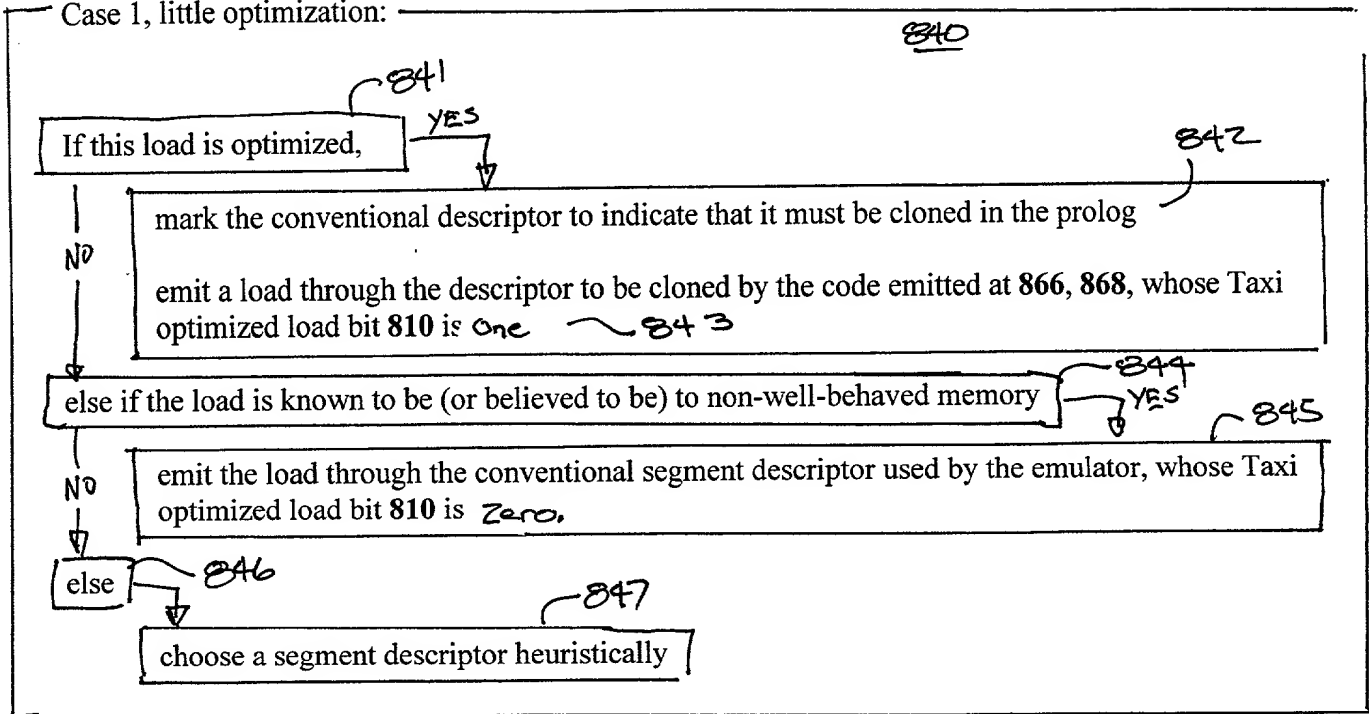 Case 1, little optimization:
840
841
If this load is optimized,
YES
842
mark the conventional descriptor to indicate that it must be cloned in the prolog
NO
emit a load through the descriptor to be cloned by the code emitted at 866, 868, whose Taxi
optimized load bit 810 is one 843
844
else if the load is known to be (or believed to be) to non-well-behaved memory
YES
845
NO
emit the load through the conventional segment descriptor used by the emulator, whose Taxi
optimized load bit 810 is zero.
else
846
847
choose a segment descriptor heuristically